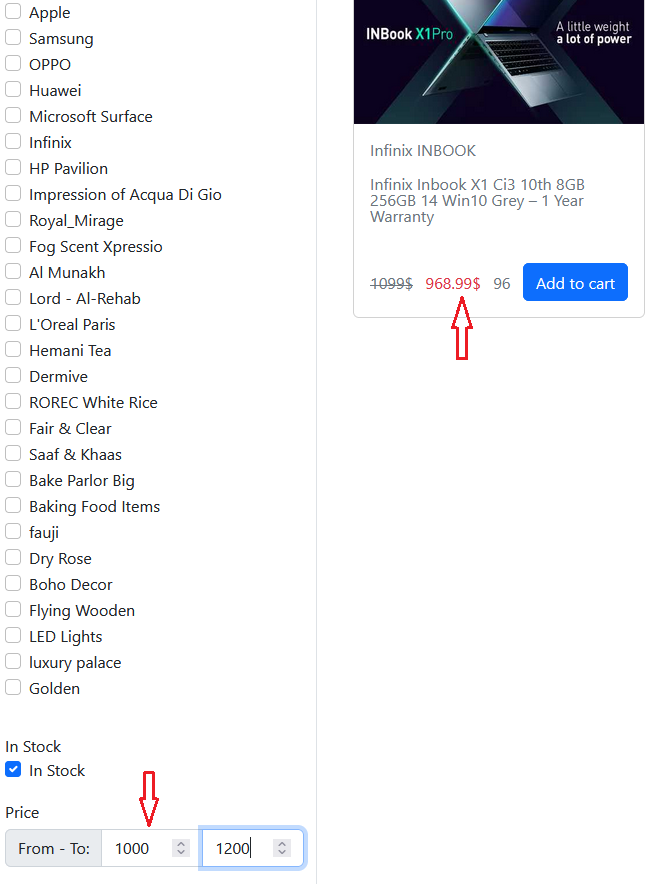 Apple
Samsung
OPPO
Huawei
Microsoft Surface
Infinix
HP Pavilion
Impression of Acqua Di Gio
Royal_Mirage
Fog Scent Xpressio
Al Munakh
Lord - Al-Rehab
L'Oreal Paris
Hemani Tea
Dermive
ROREC White Rice
Fair & Clear
Saaf & Khaas
Bake Parlor Big
Baking Food Items
fauji
Dry Rose
Boho Decor
Flying Wooden
LED Lights
luxury palace
Golden
In Stock
In Stock
Price
From - To: 1000 1200
INBook X1Pro
A little weight
a lot of power
Infinix INBOOK
Infinix Inbook X1 Ci3 10th 8GB
256GB 14 Win10 Grey – 1 Year
Warranty
1099$ 968.99$ 96 Add to cart